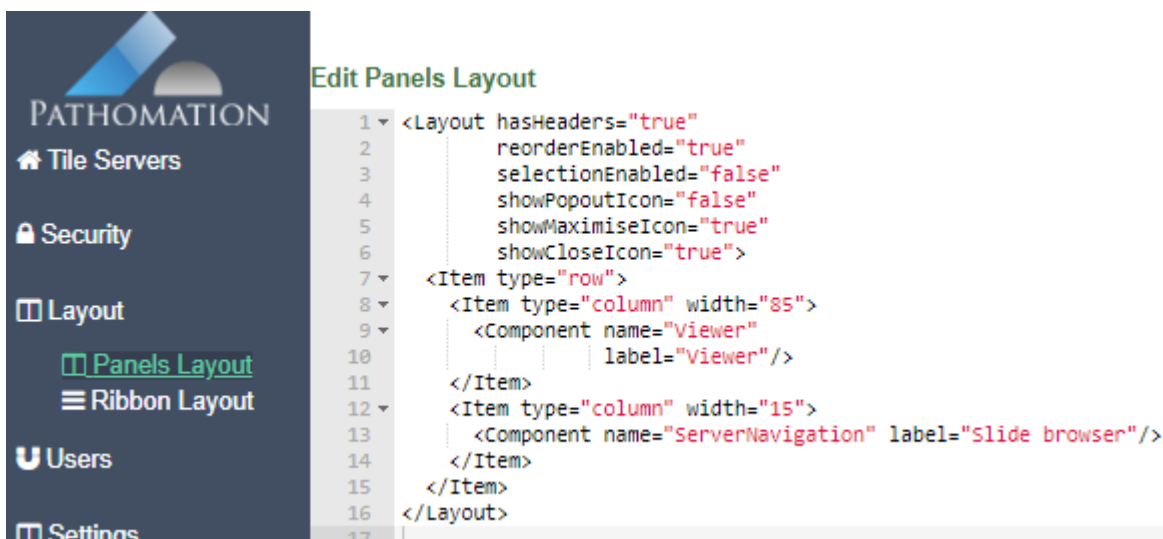 PATHOMATION
Tile Servers
Security
Layout
Panels Layout
Ribbon Layout
Users
Settings
Edit Panels Layout
1 <Layout hasHeaders="true"
2 reorderEnabled="true"
3 selectionEnabled="false"
4 showPopoutIcon="false"
5 showMaximiseIcon="true"
6 showCloseIcon="true">
7 <Item type="row">
8 <Item type="column" width="85">
9 <Component name="Viewer"
10 label="Viewer"/>
11 </Item>
12 <Item type="column" width="15">
13 <Component name="ServerNavigation" label="Slide browser"/>
14 </Item>
15 </Item>
16 </Layout>
17